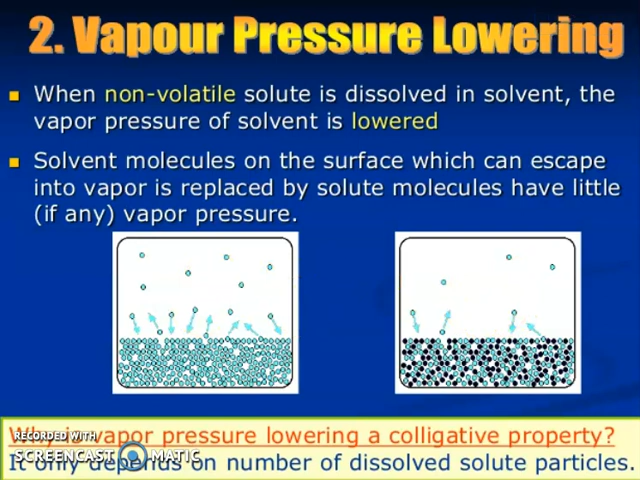 2. Vapour Pressure Lowering
When non-volatile solute is dissolved in solvent, the
vapor pressure of solvent is lowered
Solvent molecules on the surface which can escape
into vapor is replaced by solute molecules have little
(if any) vapor pressure.
Why is vapor pressure lowering a colligative property?
It only depends on number of dissolved solute particles.
RECORDED WITH
SCREENCAST MATIC